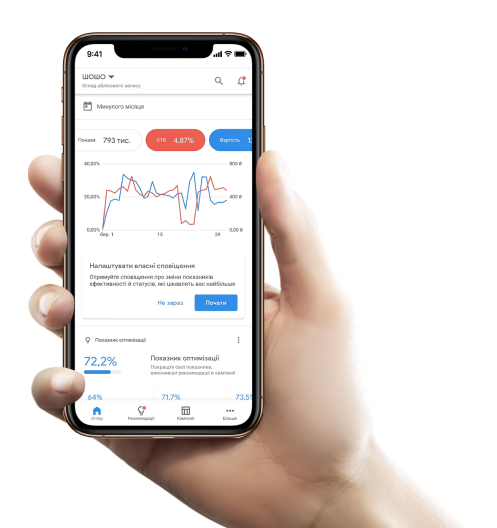 9:41
ШОШО
Огляд облікового запису
Минулого місяця
Покази 793 тис. CTR 4,87% Вартість 13
40,00% 800 ₴
20,00% 400 ₴
0,00% 0,00 ₴
бер. 1 15 29
Налаштувати власні сповіщення
Отримуйте сповіщення про зміни показників
ефективності й статусів, які цікавлять вас найбільше
Не зараз Почати
Показник оптимізації
72,2% Показник оптимізації
Покращте свої показники,
виконавши рекомендації в кампанії
64% 71,7% 73,5%
Огляд Рекомендації Кампанії Більше